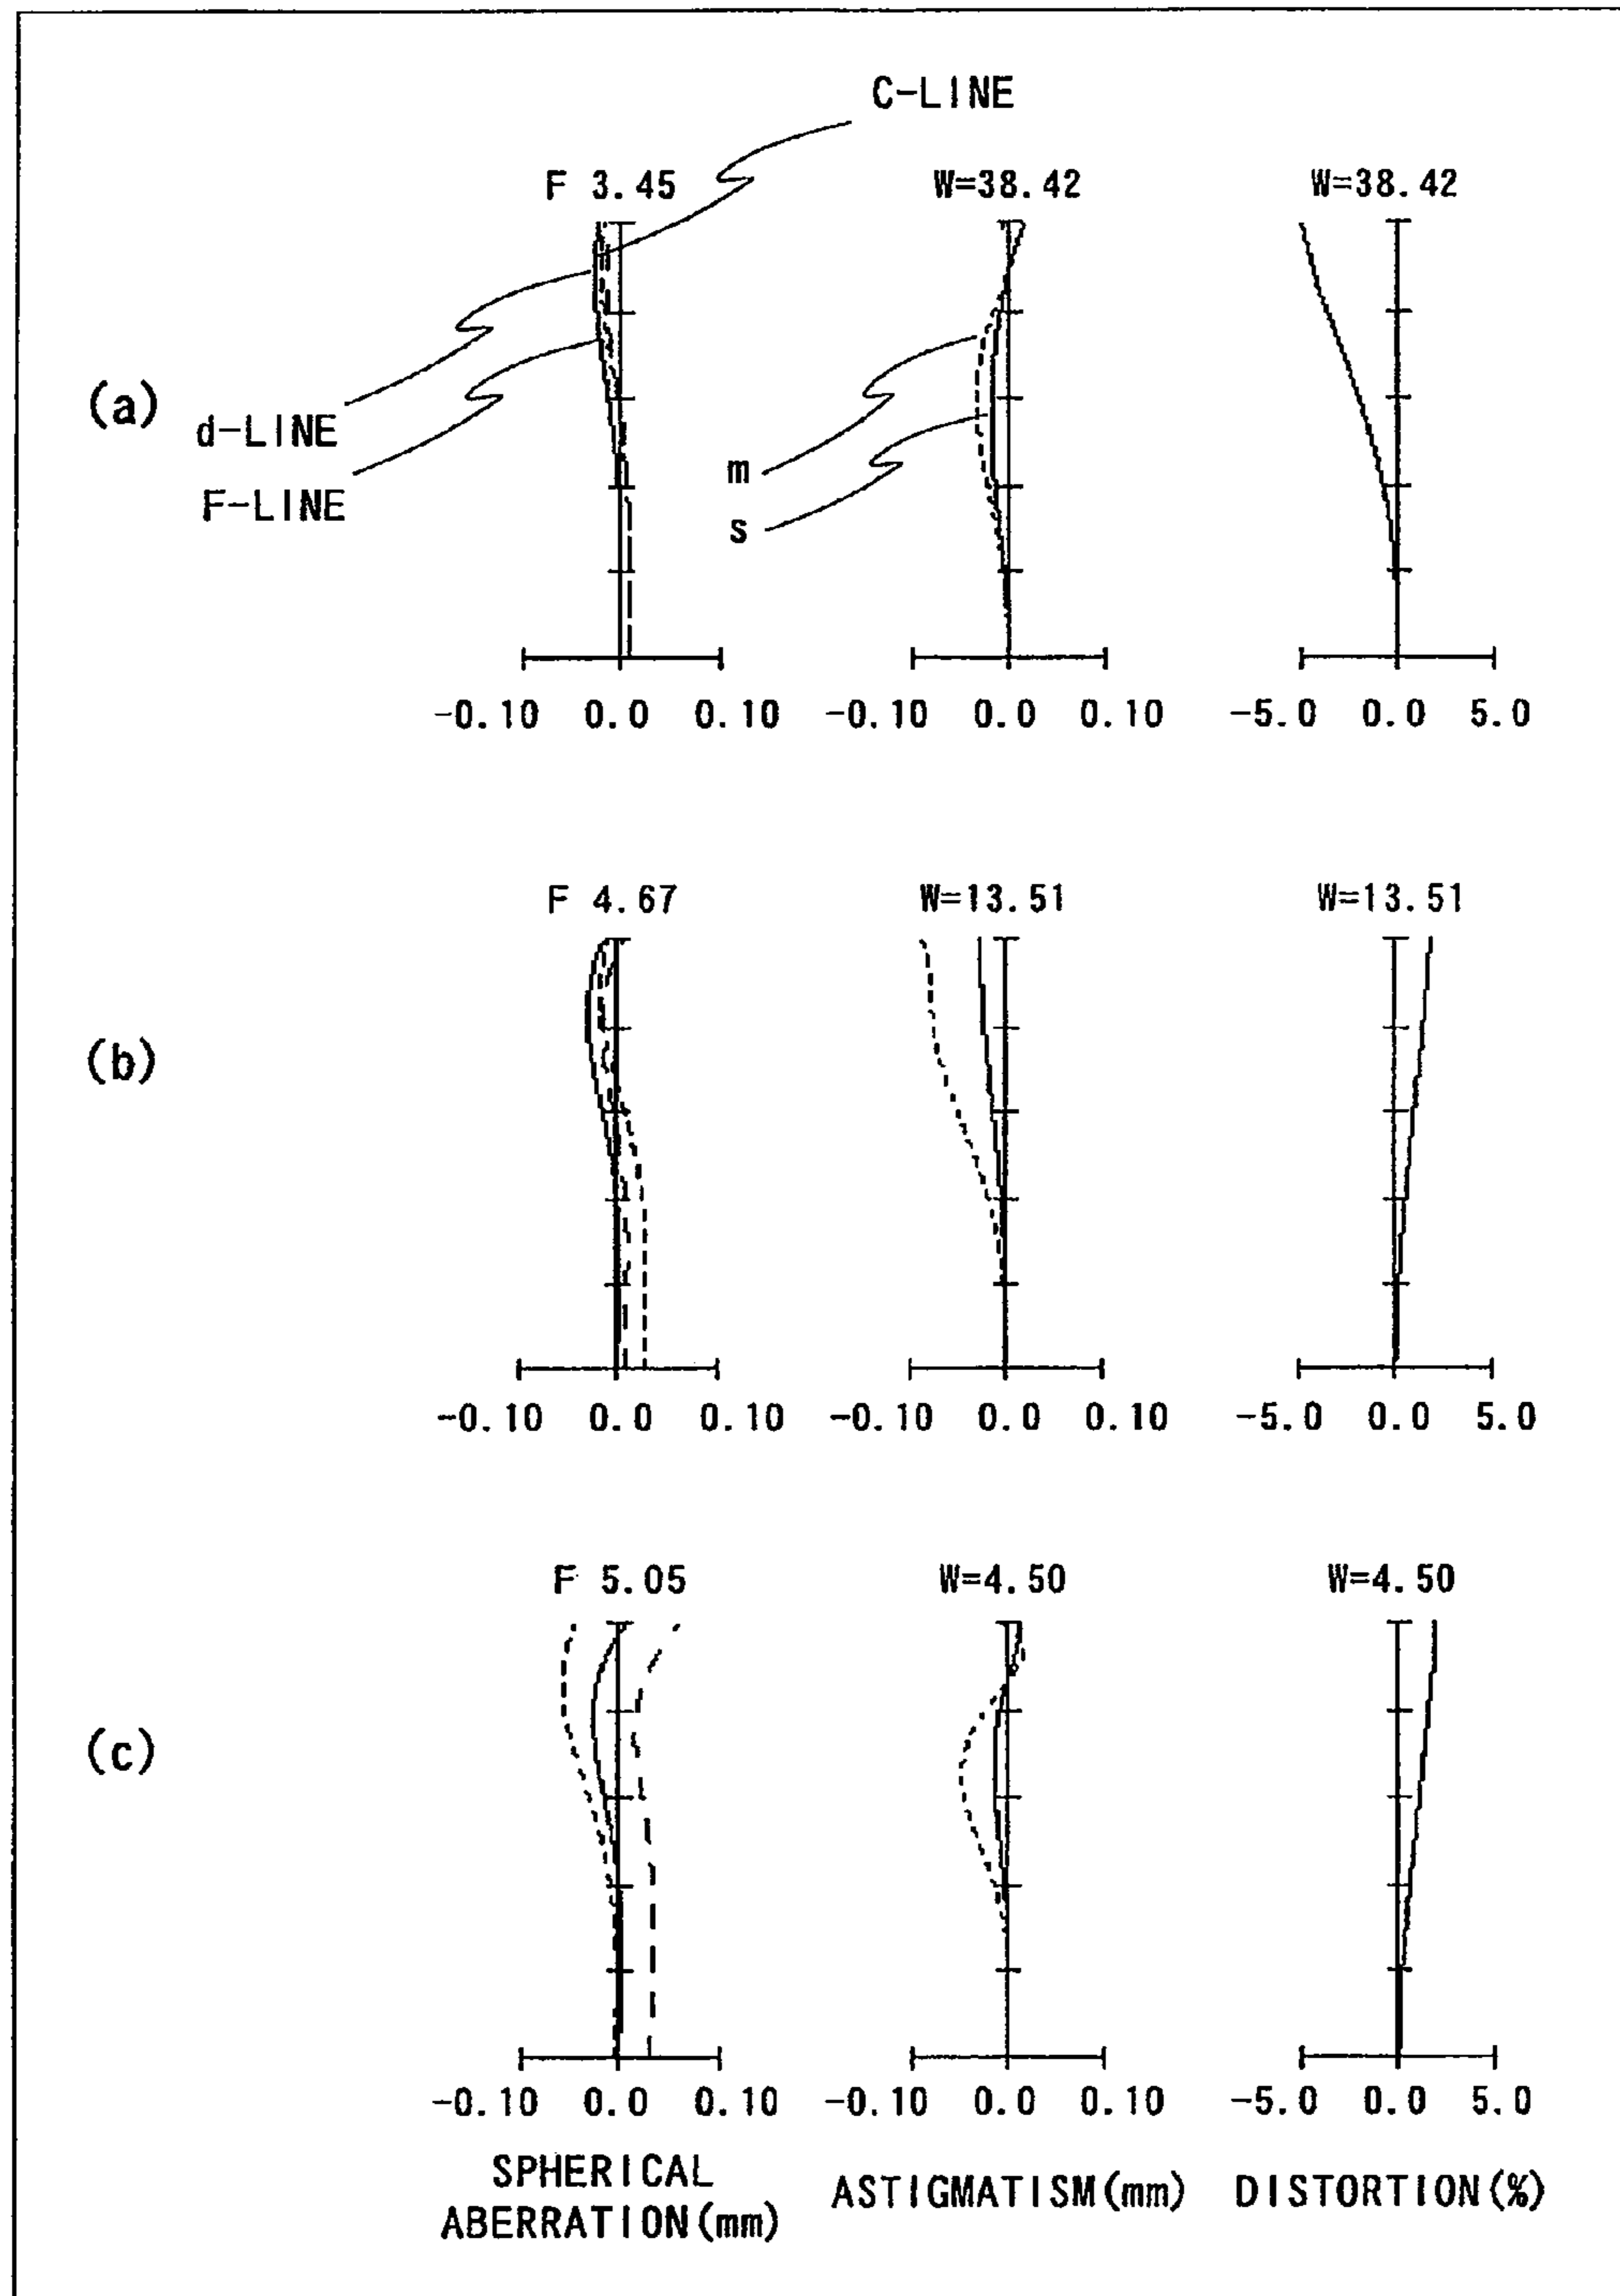 C-LINE
F 3.45
W=38.42
W=38.42
(a)
d-LINE
F-LINE
m
s
-0.10 0.0 0.10
-0.10 0.0 0.10
-5.0 0.0 5.0
F 4.67
W=13.51
W=13.51
(b)
-0.10 0.0 0.10
-0.10 0.0 0.10
-5.0 0.0 5.0
F 5.05
W=4.50
W=4.50
(c)
-0.10 0.0 0.10
-0.10 0.0 0.10
-5.0 0.0 5.0
SPHERICAL
ABERRATION(mm)
ASTIGMATISM(mm)
DISTORTION(%)